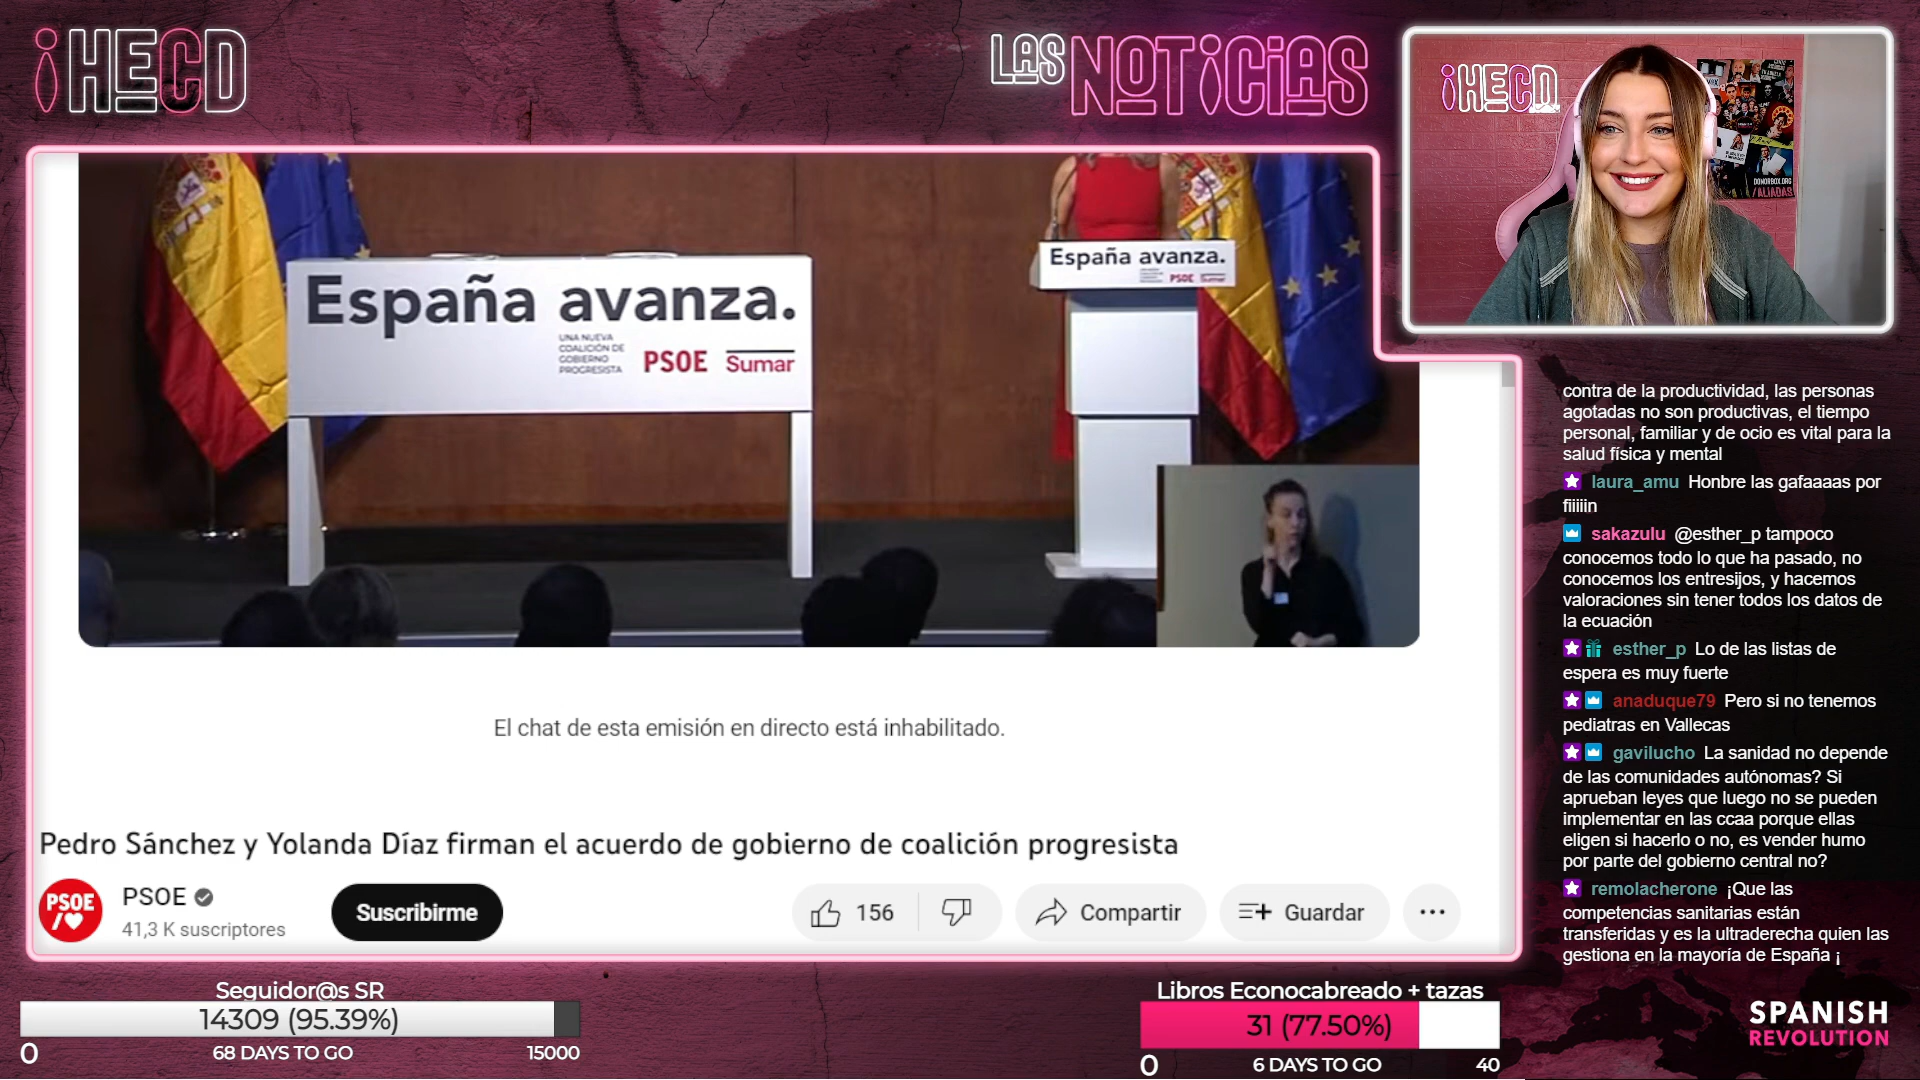 ¡HECD
LAS NOTICIAS
¡HECD
DONORBOX.ORG
/ALIADAS
España avanza.
UNA NUEVA
COALICIÓN DE
GOBIERNO
PROGRESISTA
PSOE Sumar
España avanza.
PSOE Sumar
El chat de esta emisión en directo está inhabilitado.
Pedro Sánchez y Yolanda Díaz firman el acuerdo de gobierno de coalición progresista
PSOE
PSOE
41,3 K suscriptores
Suscribirme
156
Compartir
Guardar
contra de la productividad, las personas
agotadas no son productivas, el tiempo
personal, familiar y de ocio es vital para la
salud física y mental
laura_amu Honbre las gafaaaas por
fiiiiin
sakazulu @esther_p tampoco
conocemos todo lo que ha pasado, no
conocemos los entresijos, y hacemos
valoraciones sin tener todos los datos de
la ecuación
esther_p Lo de las listas de
espera es muy fuerte
anaduque79 Pero si no tenemos
pediatras en Vallecas
gavilucho La sanidad no depende
de las comunidades autónomas? Si
aprueban leyes que luego no se pueden
implementar en las ccaa porque ellas
eligen si hacerlo o no, es vender humo
por parte del gobierno central no?
remolacherone ¡Que las
competencias sanitarias están
transferidas y es la ultraderecha quien las
gestiona en la mayoría de España ¡
Seguidor@s SR
14309 (95.39%)
0 68 DAYS TO GO 15000
Libros Econocabreado + tazas
31 (77.50%)
0 6 DAYS TO GO 40
SPANISH
REVOLUTION